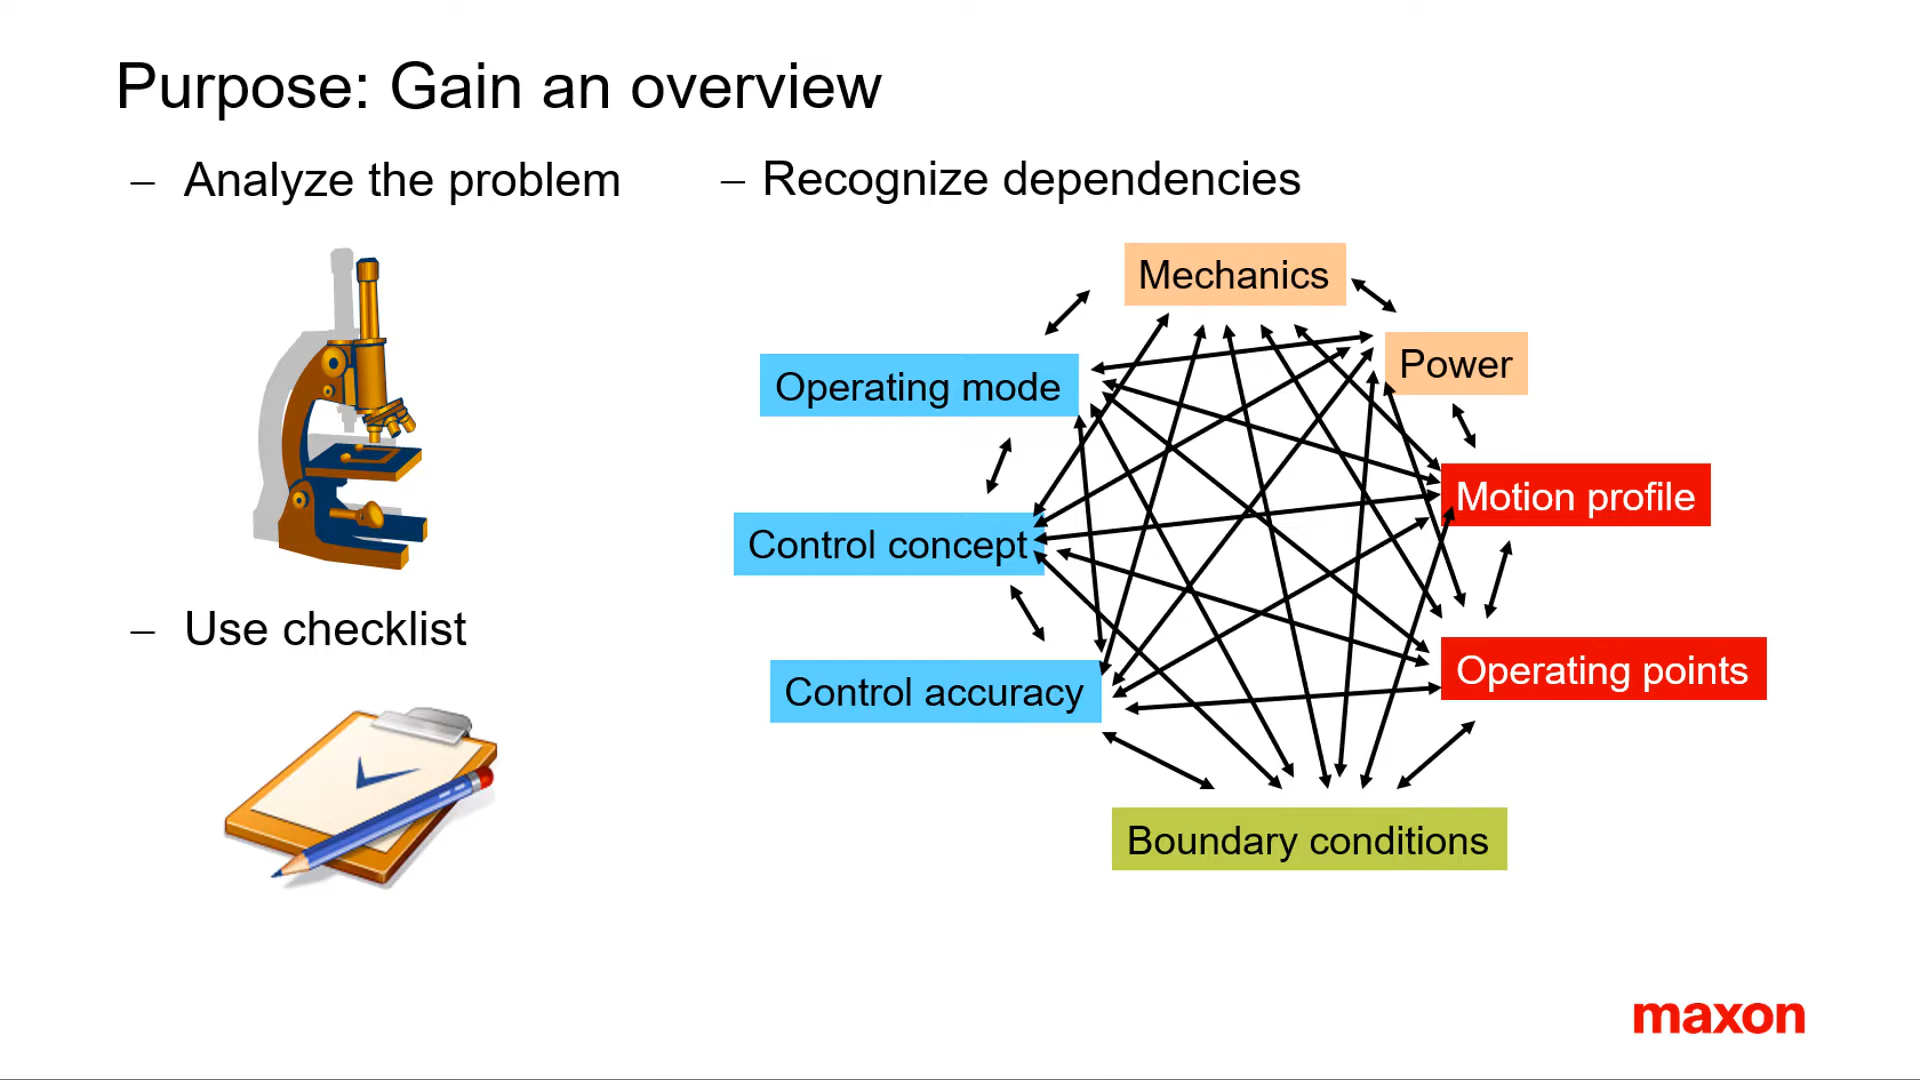 Purpose: Gain an overview
– Analyze the problem
– Use checklist
– Recognize dependencies
Mechanics
Power
Operating mode
Motion profile
Control concept
Operating points
Control accuracy
Boundary conditions
maxon